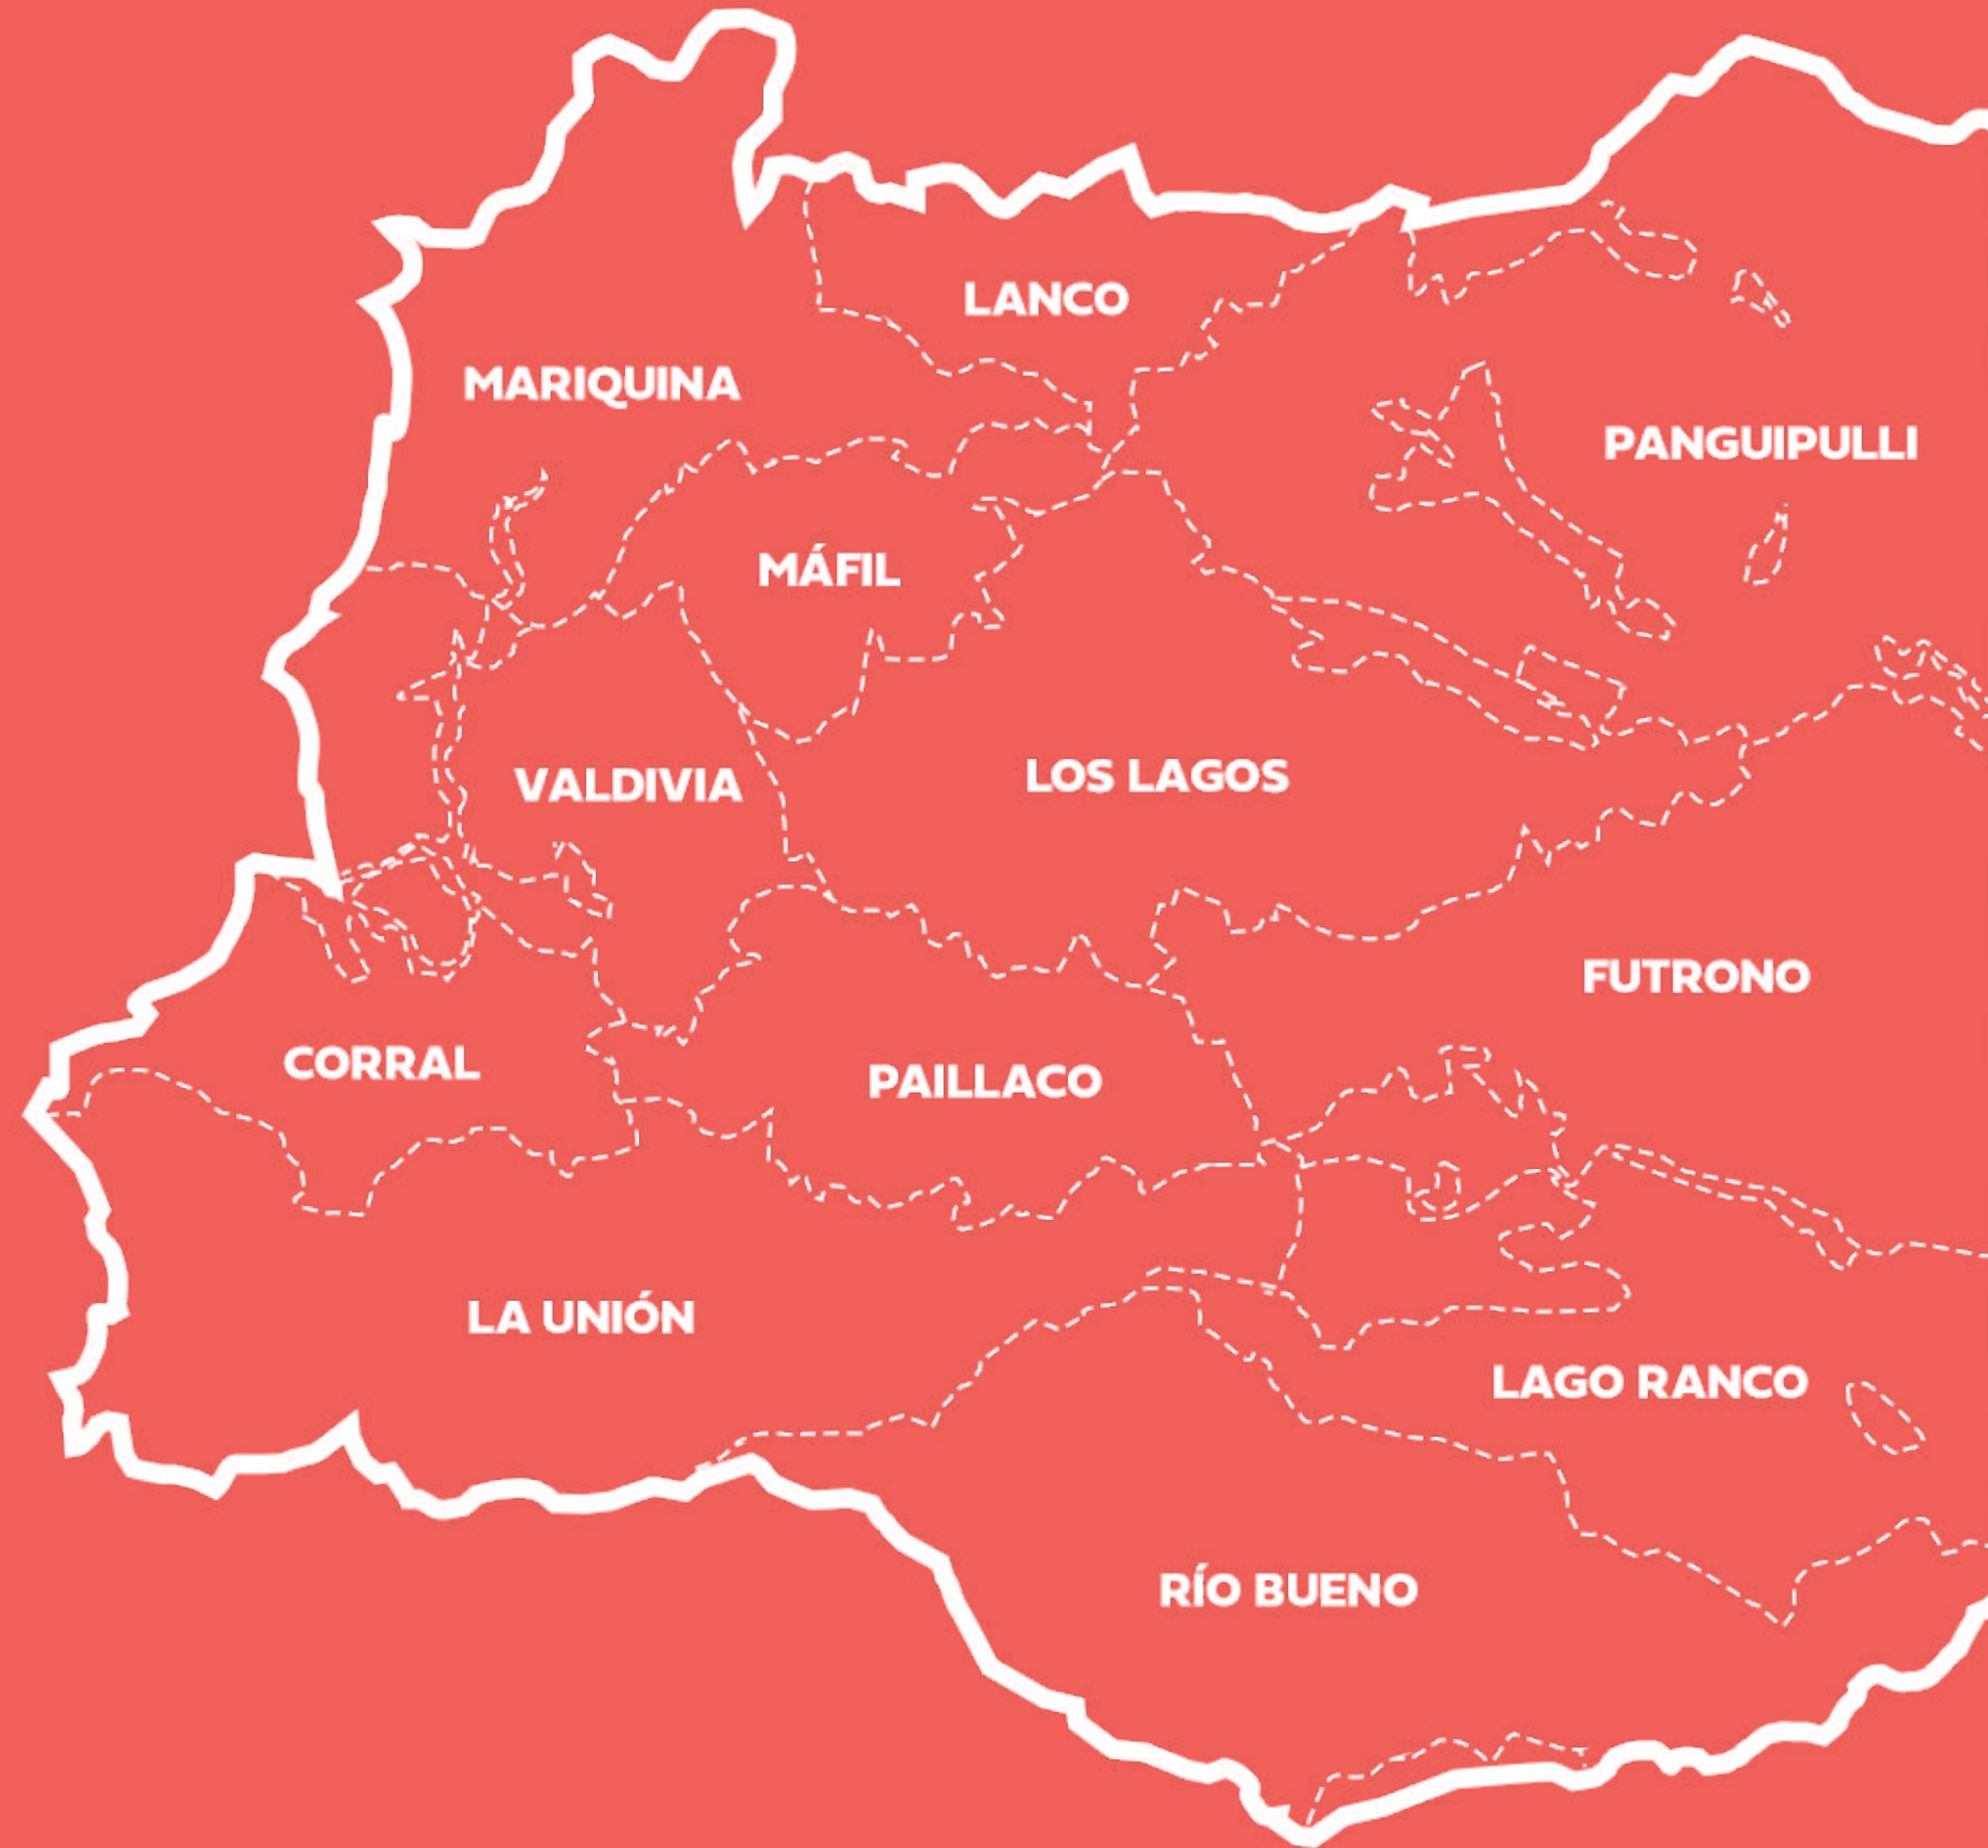 LANCO
MARIQUINA
PANGUIPULLI
MÁFIL
VALDIVIA
LOS LAGOS
FUTRONO
CORRAL
PAILLACO
LA UNIÓN
LAGO RANCO
RÍO BUENO